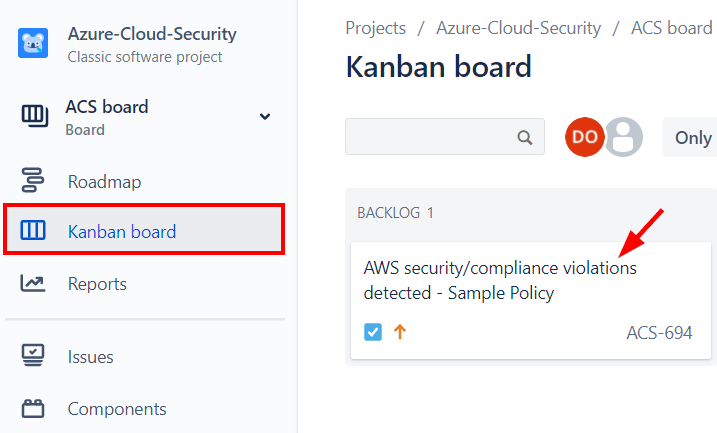 Azure-Cloud-Security
Classic software project
ACS board
Board
Roadmap
Kanban board
Reports
Issues
Components
Projects / Azure-Cloud-Security / ACS board
Kanban board
DO
Only
BACKLOG 1
AWS security/compliance violations
detected - Sample Policy
ACS-694